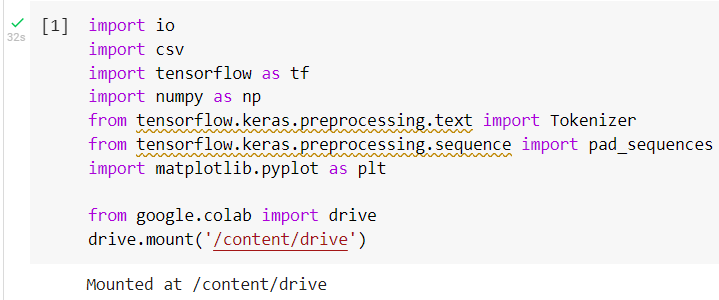 [1] import io
32s
import csv
import tensorflow as tf
import numpy as np
from tensorflow.keras.preprocessing.text import Tokenizer
from tensorflow.keras.preprocessing.sequence import pad_sequences
import matplotlib.pyplot as plt
from google.colab import drive
drive.mount('/content/drive')
Mounted at /content/drive